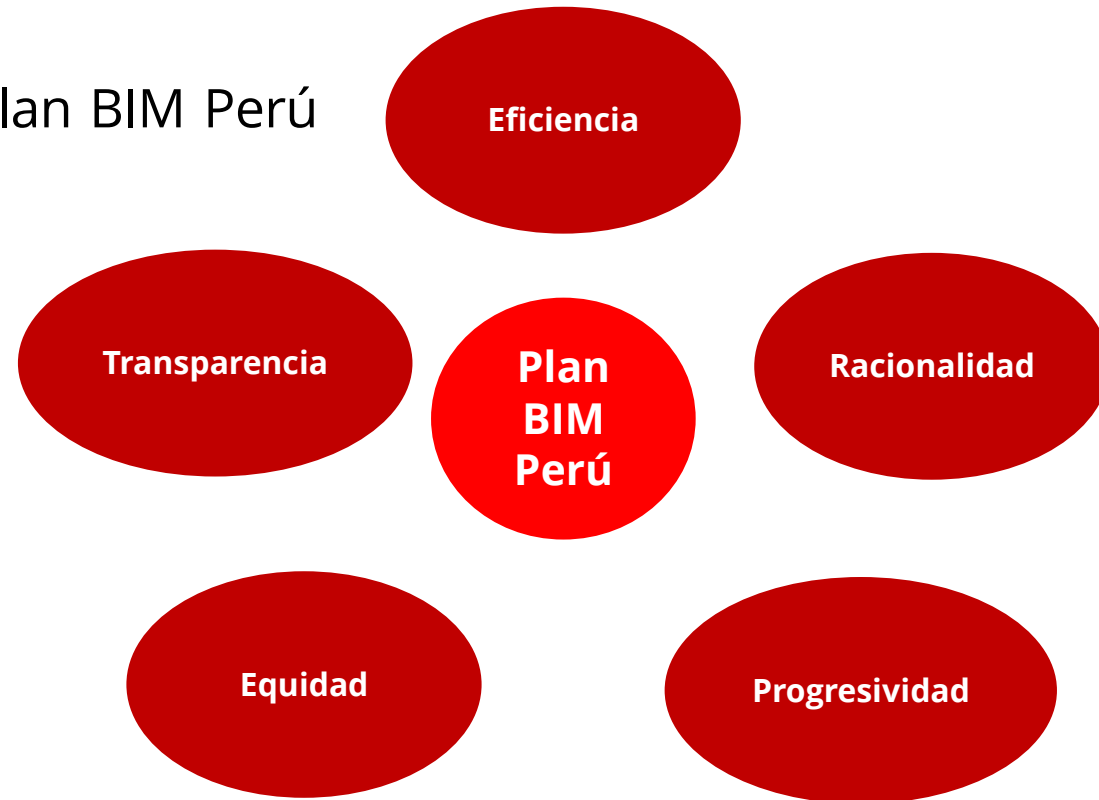 lan BIM Perú
Eficiencia
Transparencia
Plan
BIM
Perú
Racionalidad
Equidad
Progresividad